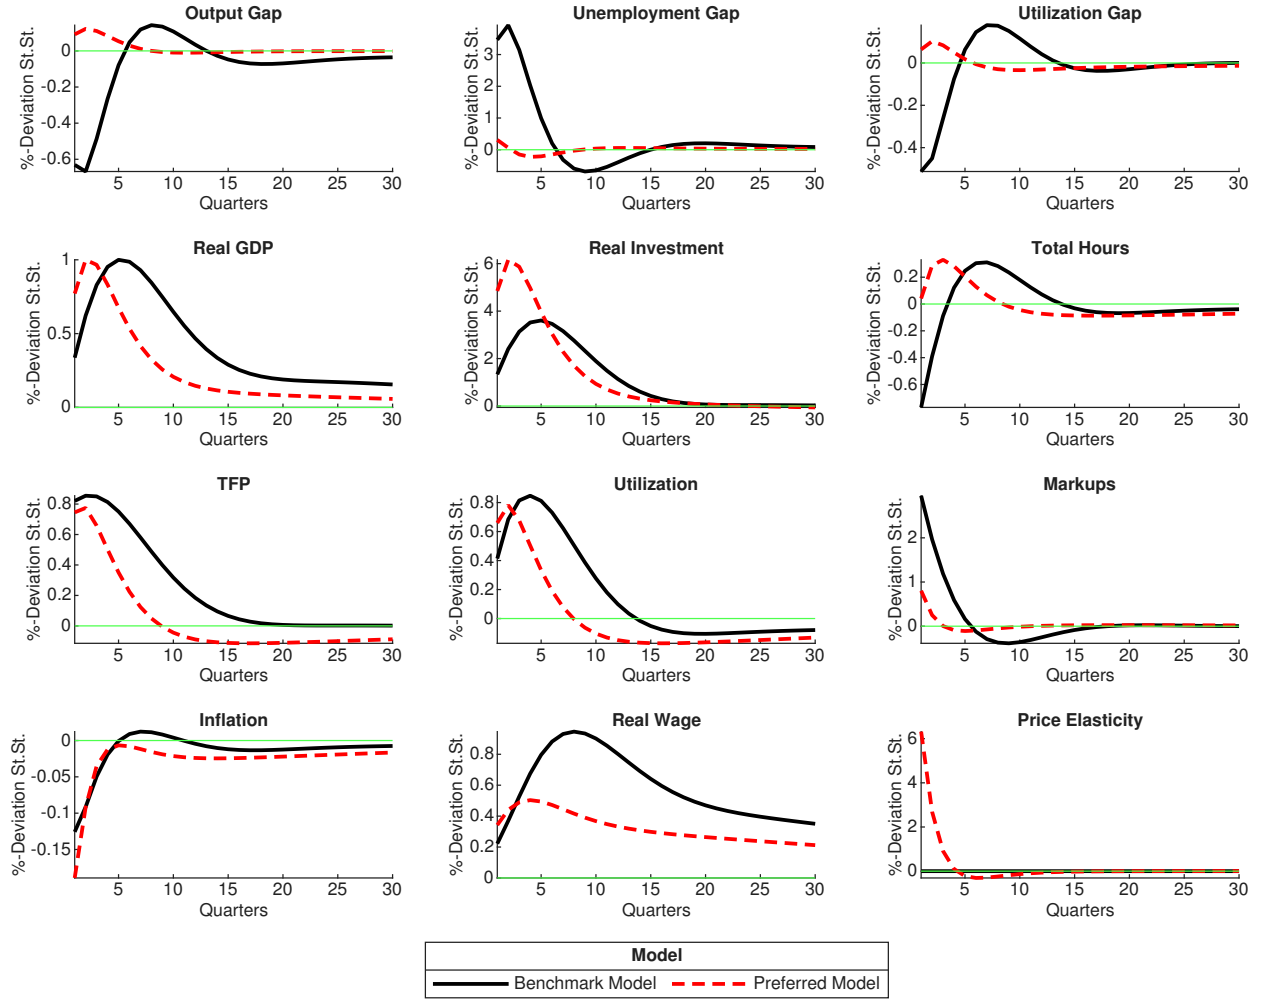 Output Gap
%-Deviation St.St.
0
-0.2
-0.4
-0.6
5 10 15 20 25 30
Quarters
Unemployment Gap
%-Deviation St.St.
3
2
1
0
5 10 15 20 25 30
Quarters
Utilization Gap
%-Deviation St.St.
0
-0.2
-0.4
5 10 15 20 25 30
Quarters
Real GDP
%-Deviation St.St.
1
0.5
0
5 10 15 20 25 30
Quarters
Real Investment
%-Deviation St.St.
6
4
2
0
5 10 15 20 25 30
Quarters
Total Hours
%-Deviation St.St.
0.2
0
-0.2
-0.4
-0.6
5 10 15 20 25 30
Quarters
TFP
%-Deviation St.St.
0.8
0.6
0.4
0.2
0
5 10 15 20 25 30
Quarters
Utilization
%-Deviation St.St.
0.8
0.6
0.4
0.2
0
5 10 15 20 25 30
Quarters
Markups
%-Deviation St.St.
2
1
0
5 10 15 20 25 30
Quarters
Inflation
%-Deviation St.St.
0
-0.05
-0.1
-0.15
5 10 15 20 25 30
Quarters
Real Wage
%-Deviation St.St.
0.8
0.6
0.4
0.2
0
5 10 15 20 25 30
Quarters
Price Elasticity
%-Deviation St.St.
6
4
2
0
5 10 15 20 25 30
Quarters
Model
Benchmark Model Preferred Model